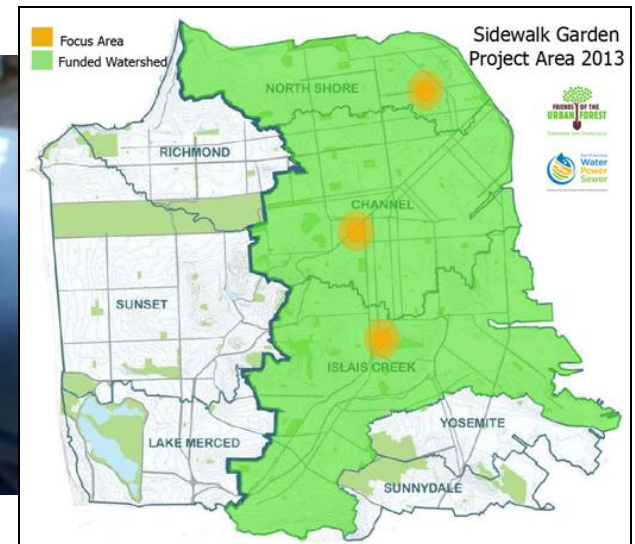 Sidewalk Garden
Project Area 2013
Focus Area
Funded Watershed
FRIENDS OF THE
URBAN FOREST
Water
Power
Sewer
NORTH SHORE
RICHMOND
CHANNEL
SUNSET
ISLAIS CREEK
LAKE MERCED
YOSEMITE
SUNNYDALE